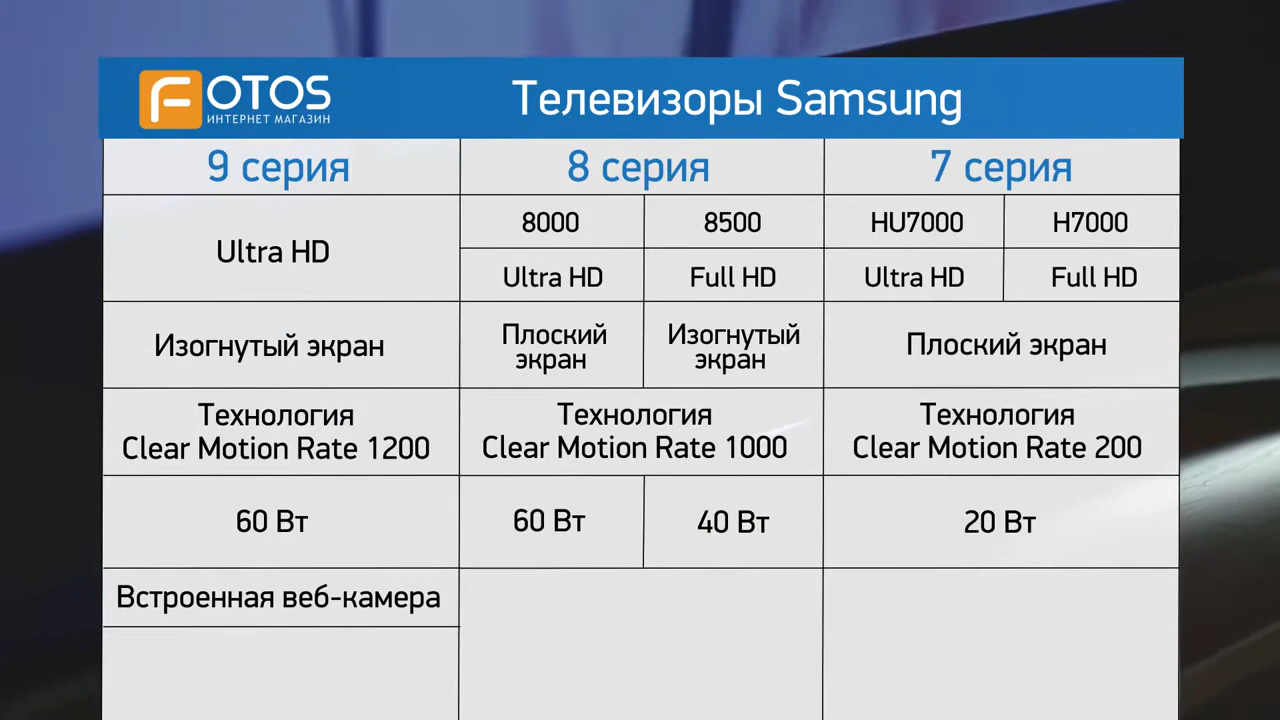 FOTOS
ИНТЕРНЕТ МАГАЗИН
Телевизоры Samsung
9 серия
8 серия
7 серия
Ultra HD
8000
8500
HU7000
H7000
Ultra HD
Full HD
Ultra HD
Full HD
Изогнутый экран
Плоский
экран
Изогнутый
экран
Плоский экран
Технология
Clear Motion Rate 1200
Технология
Clear Motion Rate 1000
Технология
Clear Motion Rate 200
60 Вт
60 Вт
40 Вт
20 Вт
Встроенная веб-камера